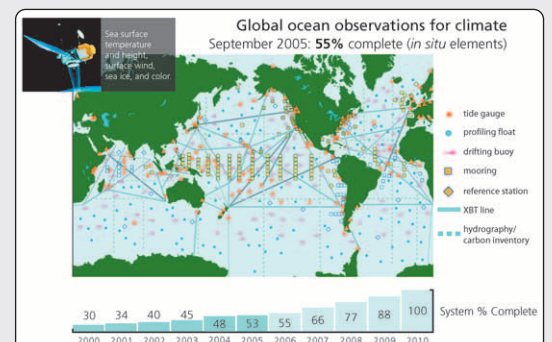 Sea surface
temperature
and height,
surface wind,
sea ice, and color.
Global ocean observations for climate
September 2005: 55% complete (in situ elements)
tide gauge
profiling float
drifting buoy
mooring
reference station
XBT line
hydrography/
carbon inventory
30 34 40 45 48 53 55 66 77 88 100
System % Complete
2000 2001 2002 2003 2004 2005 2006 2007 2008 2009 2010